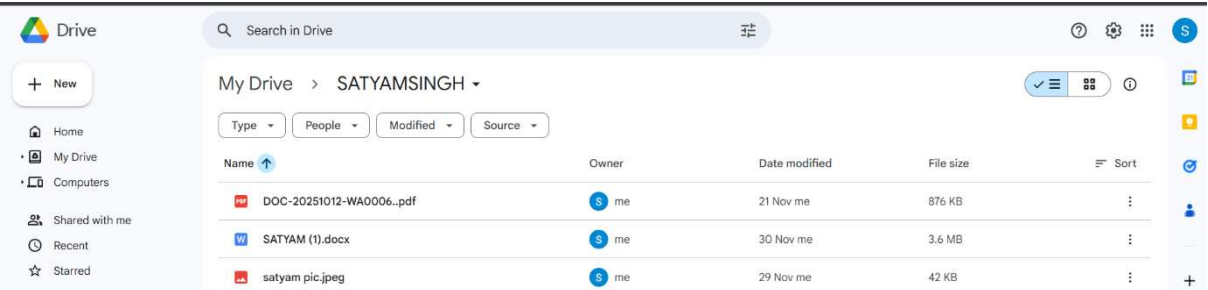 Drive
Search in Drive
S
New
My Drive > SATYAMSINGH
31
Type
People
Modified
Source
Home
My Drive
Computers
Shared with me
Recent
Starred
Name
Owner
Date modified
File size
Sort
PDF
DOC-20251012-WA0006..pdf
S me
21 Nov me
876 KB
W
SATYAM (1).docx
S me
30 Nov me
3.6 MB
satyam pic.jpeg
S me
29 Nov me
42 KB